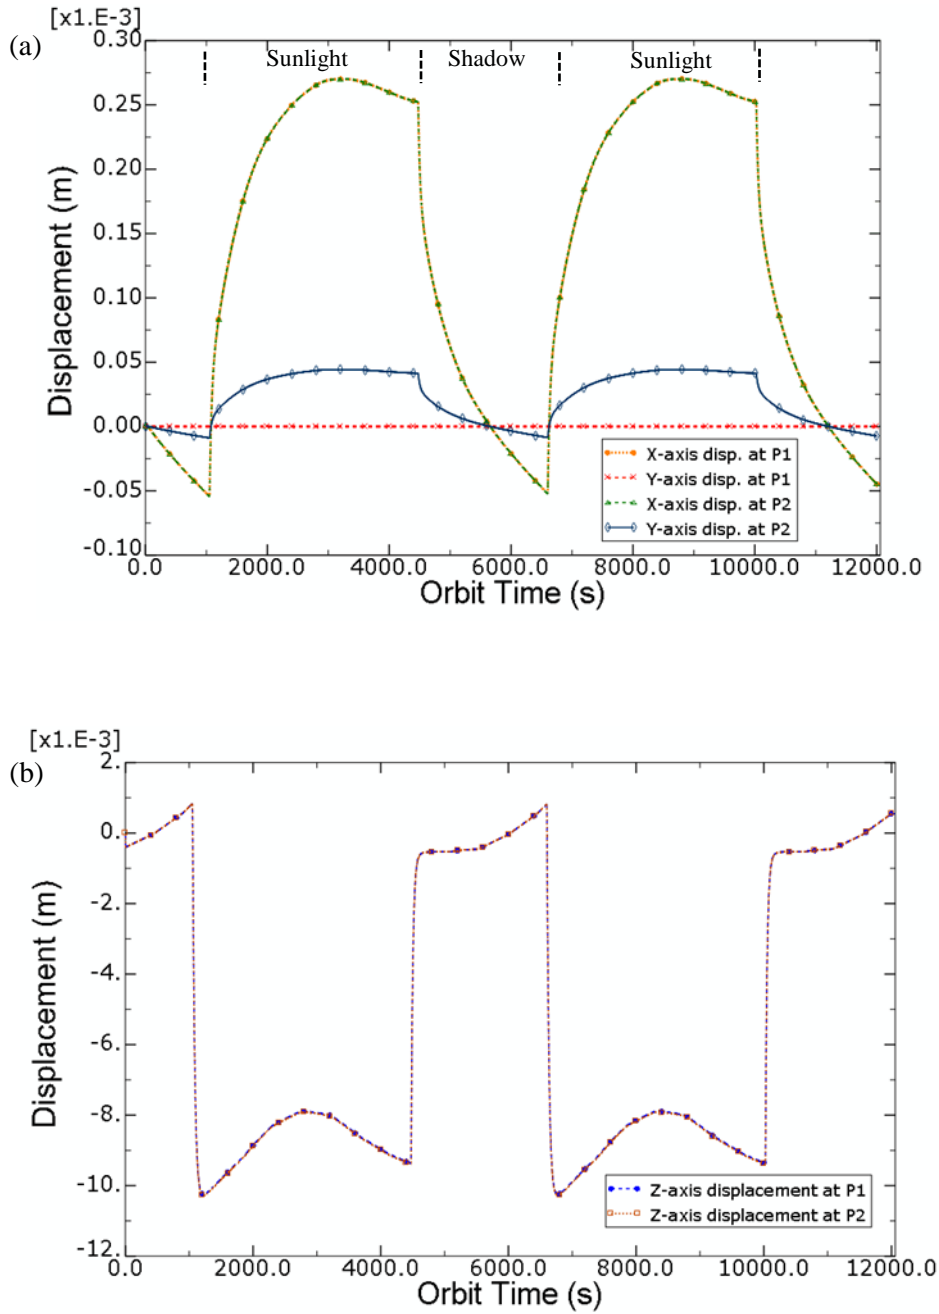 [x1.E-3]
(a)
0.30
Sunlight
Shadow
Sunlight
0.25
0.20
0.15
0.10
0.05
0.00
-0.05
-0.10
Displacement (m)
X-axis disp. at P1
Y-axis disp. at P1
X-axis disp. at P2
Y-axis disp. at P2
0.0 2000.0 4000.0 6000.0 8000.0 10000.0 12000.0
Orbit Time (s)
[x1.E-3]
(b)
2.
0.
-2.
-4.
-6.
-8.
-10.
-12.
Displacement (m)
Z-axis displacement at P1
Z-axis displacement at P2
0.0 2000.0 4000.0 6000.0 8000.0 10000.0 12000.0
Orbit Time (s)